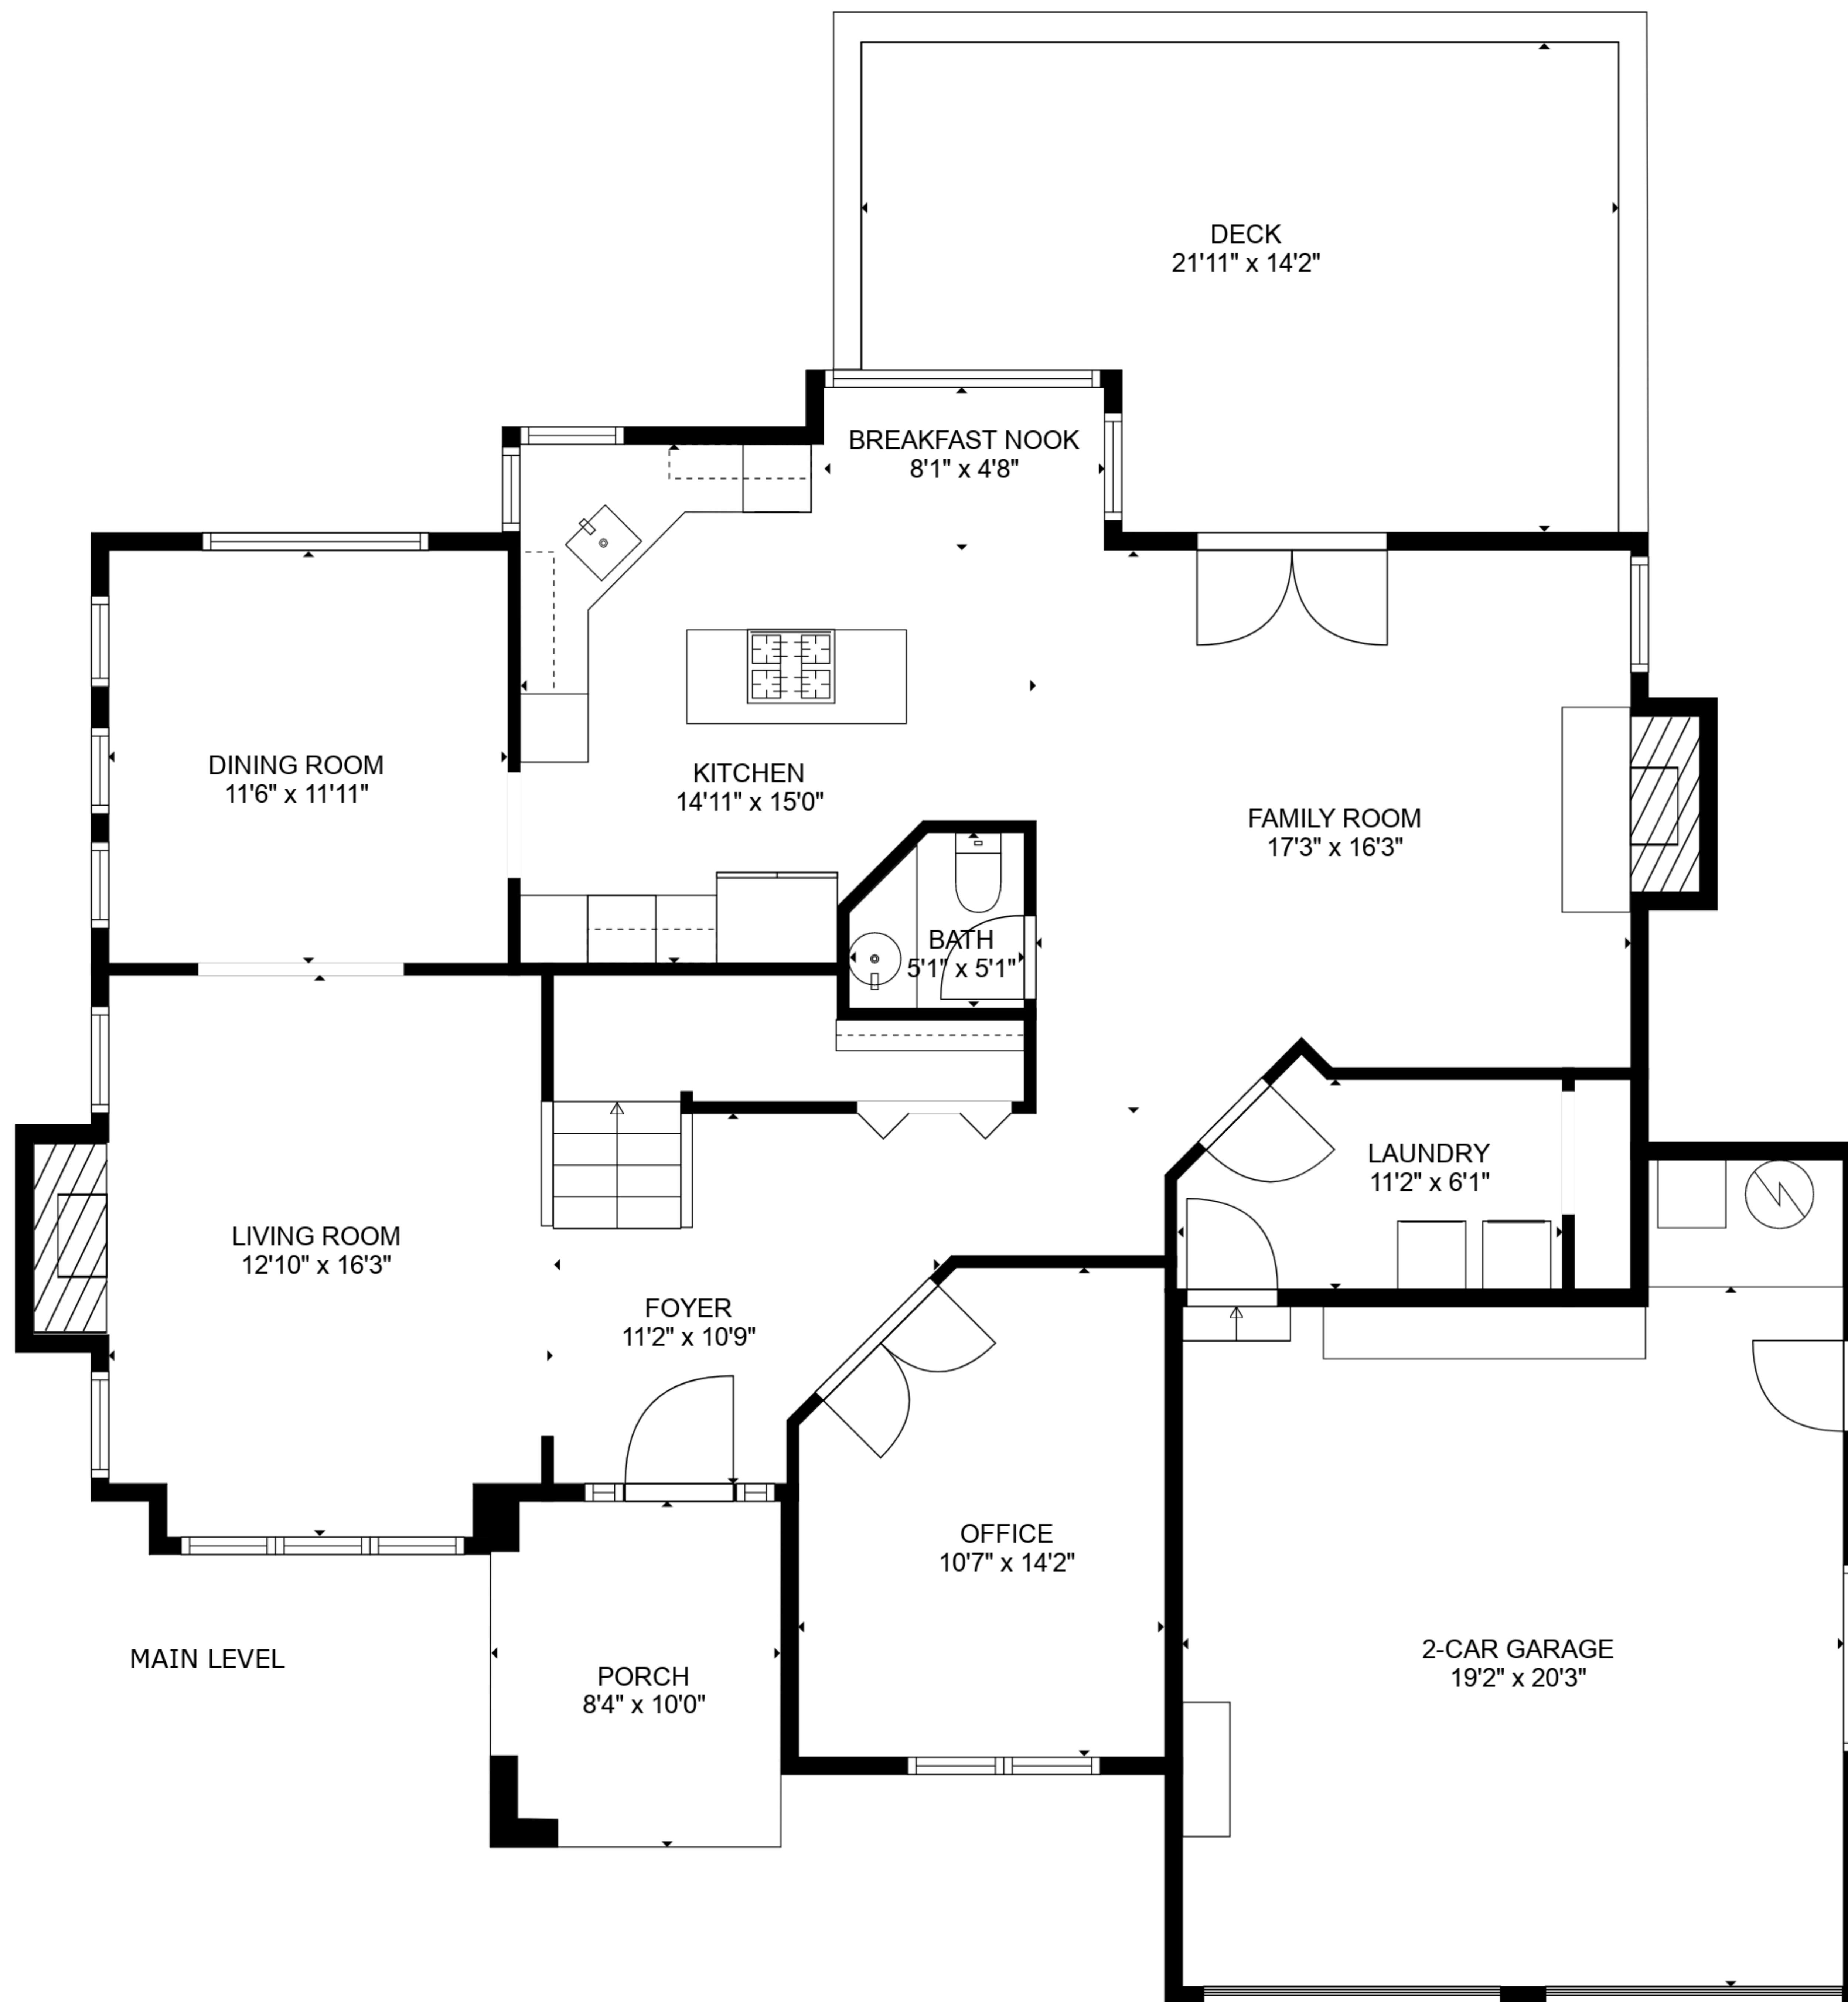 DECK
21'11" x 14'2"
BREAKFAST NOOK
8'1" x 4'8"
DINING ROOM
11'6" x 11'11"
KITCHEN
14'11" x 15'0"
FAMILY ROOM
17'3" x 16'3"
BATH
5'1" x 5'1"
LAUNDRY
11'2" x 6'1"
LIVING ROOM
12'10" x 16'3"
FOYER
11'2" x 10'9"
OFFICE
10'7" x 14'2"
MAIN LEVEL
PORCH
8'4" x 10'0"
2-CAR GARAGE
19'2" x 20'3"